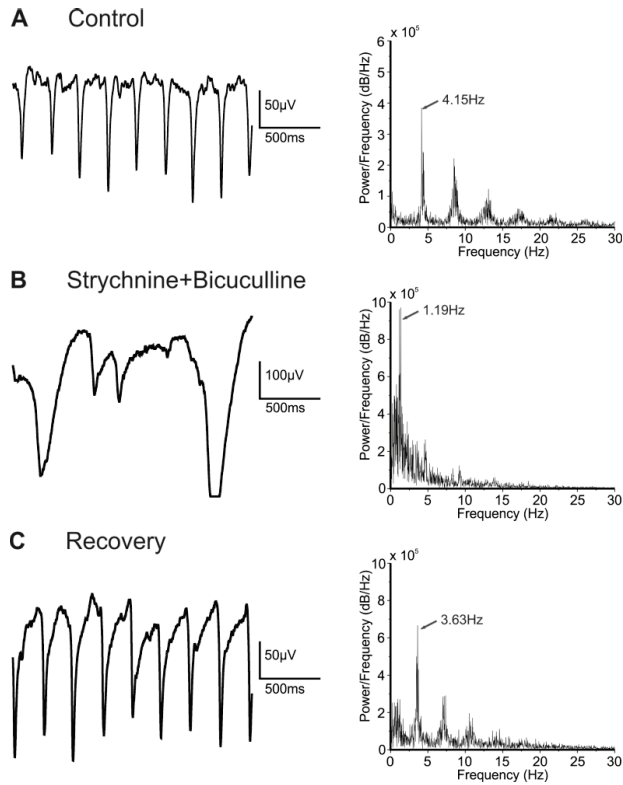 A Control
50µV
500ms
x 10⁵
6
5
4
3
2
1
0
4.15Hz
Power/Frequency (dB/Hz)
0 5 10 15 20 25 30
Frequency (Hz)
B Strychnine+Bicuculline
100µV
500ms
x 10⁵
10
8
6
4
2
0
1.19Hz
Power/Frequency (dB/Hz)
0 5 10 15 20 25 30
Frequency (Hz)
C Recovery
50µV
500ms
x 10⁵
10
8
6
4
2
0
3.63Hz
Power/Frequency (dB/Hz)
0 5 10 15 20 25 30
Frequency (Hz)